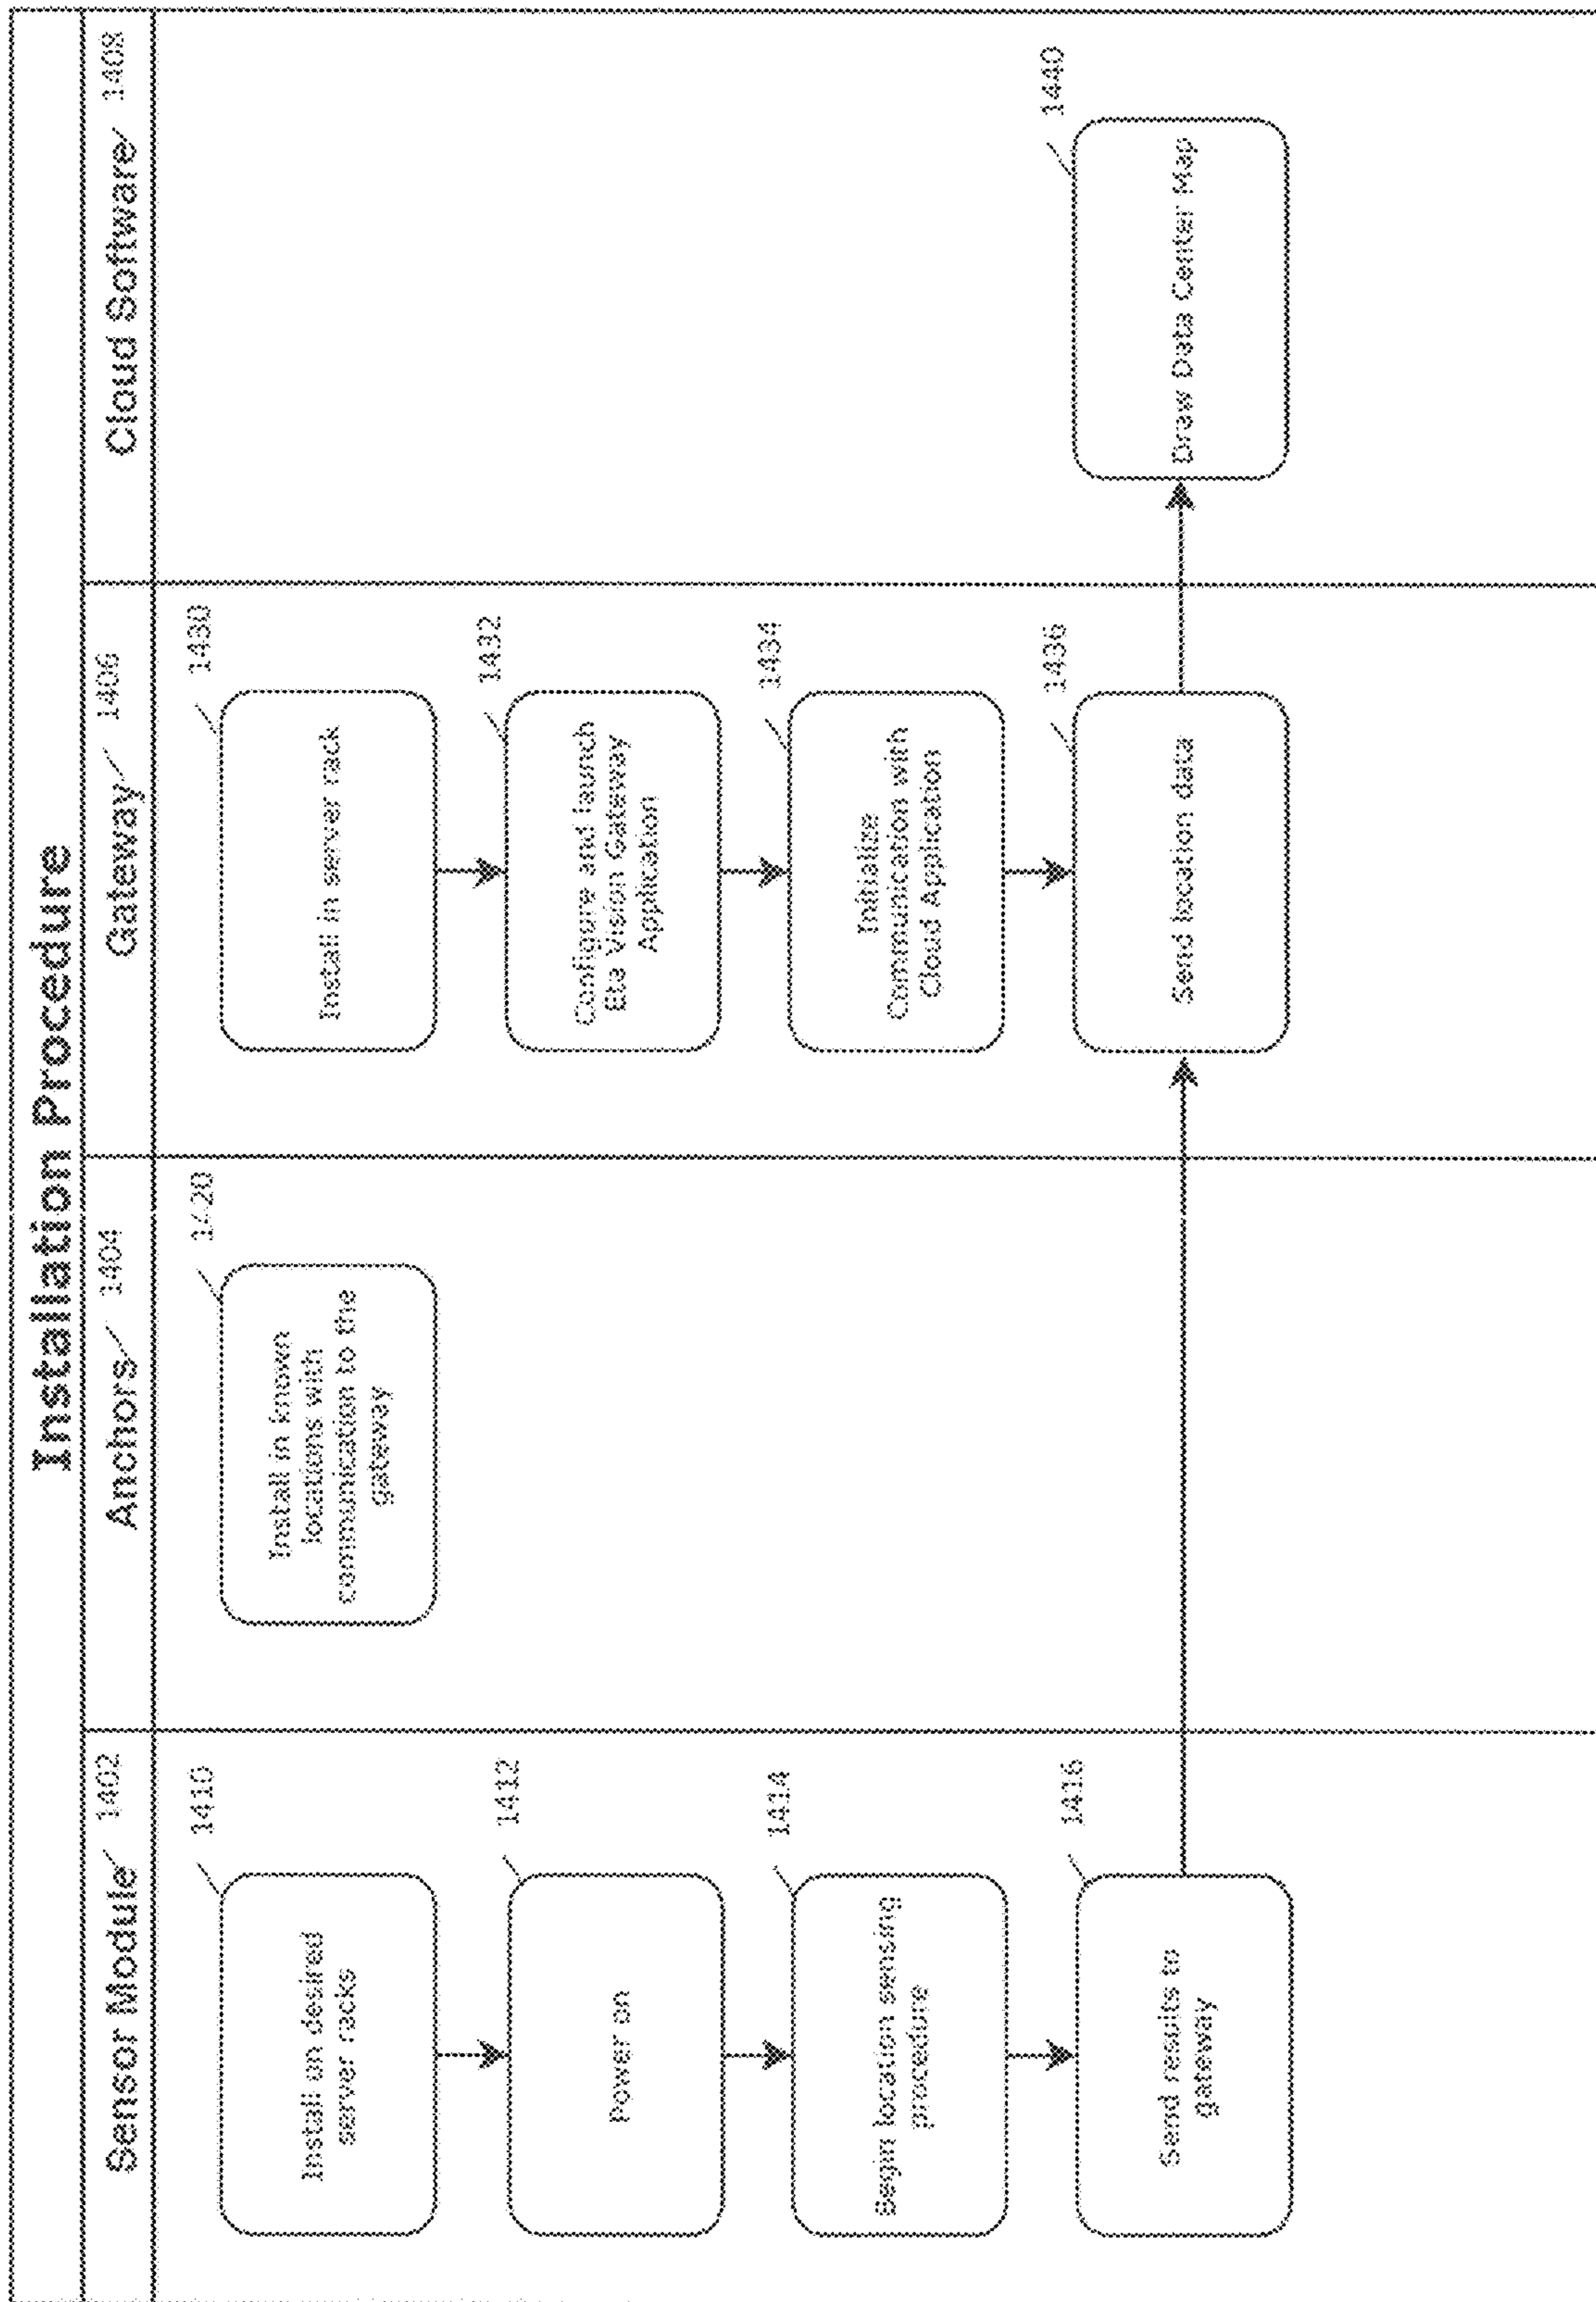 Installation Procedure
Sensor Module 1402
Anchors 1404
Gateway 1406
Cloud Software 1408
1410
Install on desired
server racks
1412
Power on
1414
Begin location sensing
procedure
1416
Send results to
gateway
1420
Install in known
locations with
communication to the
gateway
1430
Install in server rack
1432
Configure and launch
Eta Vision Gateway
Application
1434
Initialize
Communication with
Cloud Application
1436
Send location data
1440
Draw Data Center Map